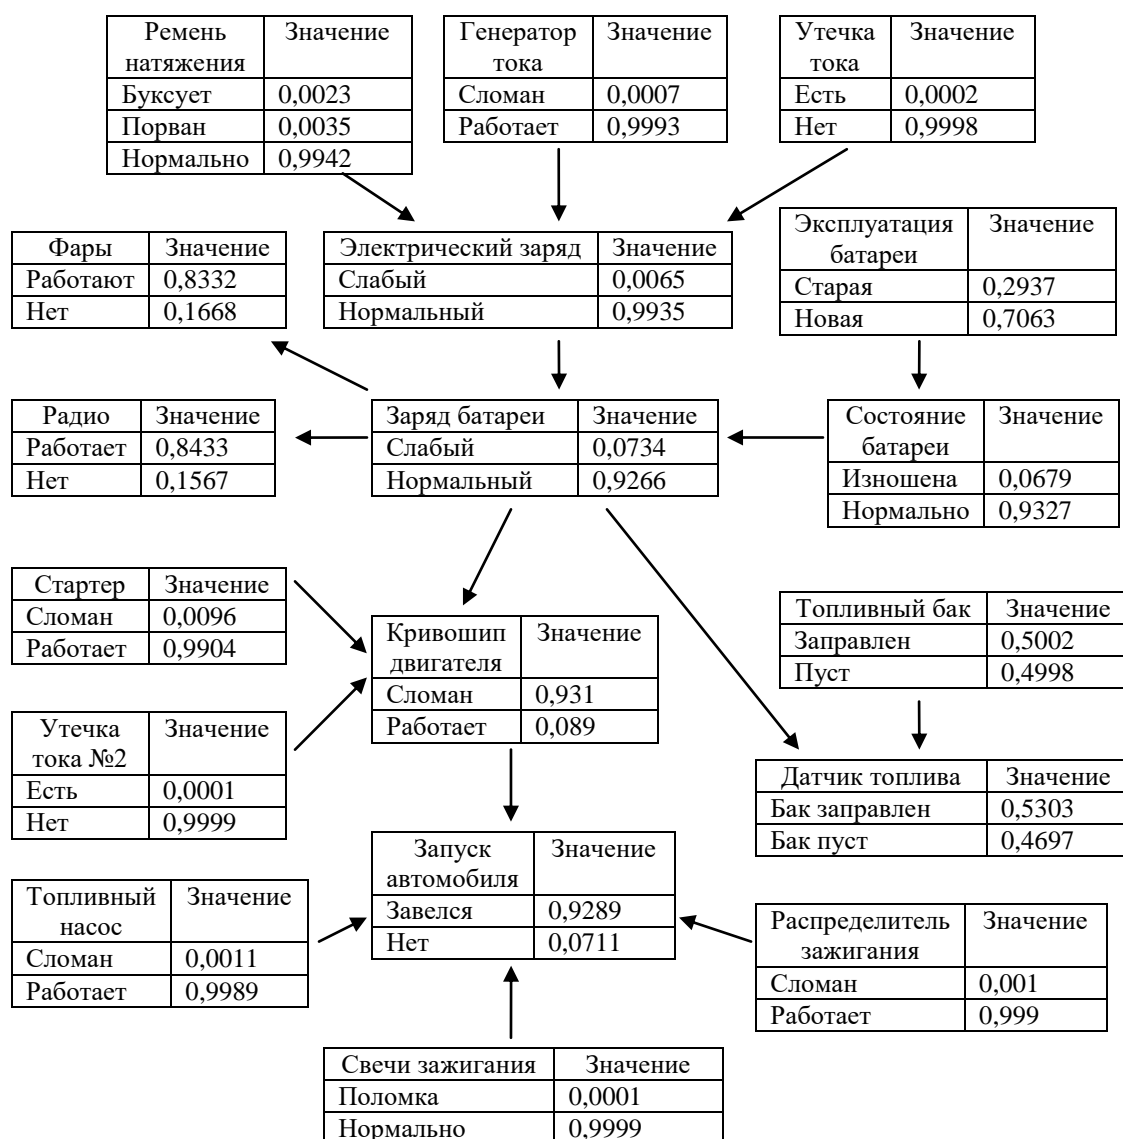 Ремень Значение
натяжения
Буксует 0,0023
Порван 0,0035
Нормально 0,9942
Генератор Значение
тока
Сломан 0,0007
Работает 0,9993
Утечка Значение
тока
Есть 0,0002
Нет 0,9998
Фары Значение
Работают 0,8332
Нет 0,1668
Электрический заряд Значение
Слабый 0,0065
Нормальный 0,9935
Эксплуатация Значение
батареи
Старая 0,2937
Новая 0,7063
Радио Значение
Работает 0,8433
Нет 0,1567
Заряд батареи Значение
Слабый 0,0734
Нормальный 0,9266
Состояние Значение
батареи
Изношена 0,0679
Нормально 0,9327
Стартер Значение
Сломан 0,0096
Работает 0,9904
Кривошип Значение
двигателя
Сломан 0,931
Работает 0,089
Топливный бак Значение
Заправлен 0,5002
Пуст 0,4998
Утечка Значение
тока №2
Есть 0,0001
Нет 0,9999
Датчик топлива Значение
Бак заправлен 0,5303
Бак пуст 0,4697
Запуск Значение
автомобиля
Завелся 0,9289
Нет 0,0711
Топливный Значение
насос
Сломан 0,0011
Работает 0,9989
Распределитель Значение
зажигания
Сломан 0,001
Работает 0,999
Свечи зажигания Значение
Поломка 0,0001
Нормально 0,9999